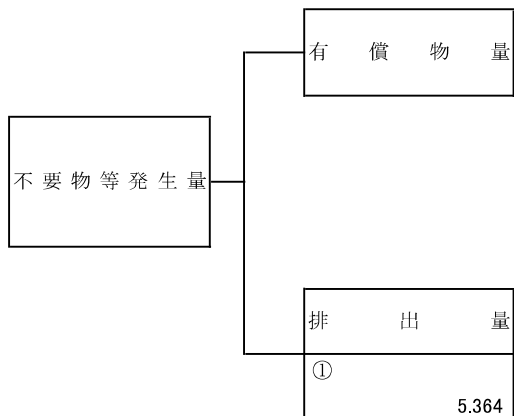 有償物量
不要物等発生量
排出量
①
5.364